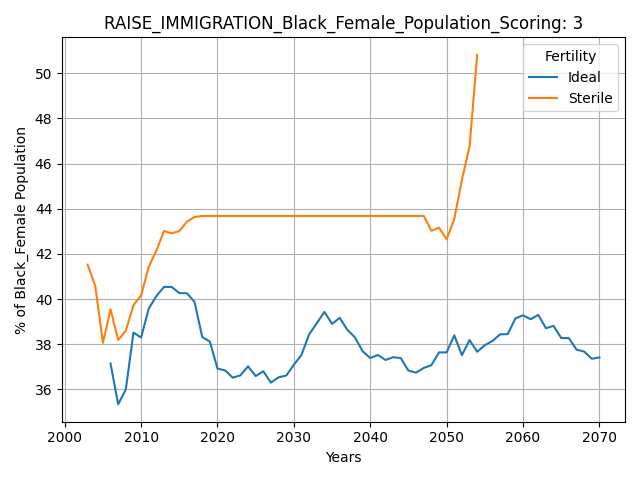 RAISE_IMMIGRATION_Black_Female_Population_Scoring: 3
% of Black_Female Population
50
48
46
44
42
40
38
36
Fertility
Ideal
Sterile
2000 2010 2020 2030 2040 2050 2060 2070
Years